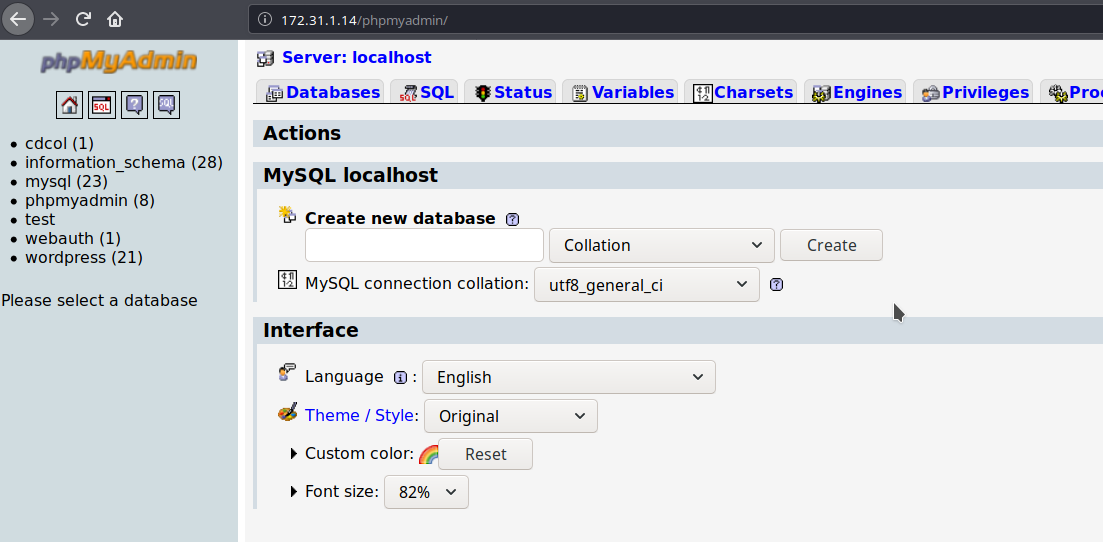 172.31.1.14/phpmyadmin/
phpMyAdmin
SQL
?
SQL
cdcol (1)
information_schema (28)
mysql (23)
phpmyadmin (8)
test
webauth (1)
wordpress (21)
Please select a database
Server: localhost
Databases SQL Status Variables Charsets Engines Privileges Proc
Actions
MySQL localhost
Create new database ?
Collation Create
MySQL connection collation: utf8_general_ci ?
Interface
Language i : English
Theme / Style: Original
Custom color: Reset
Font size: 82%